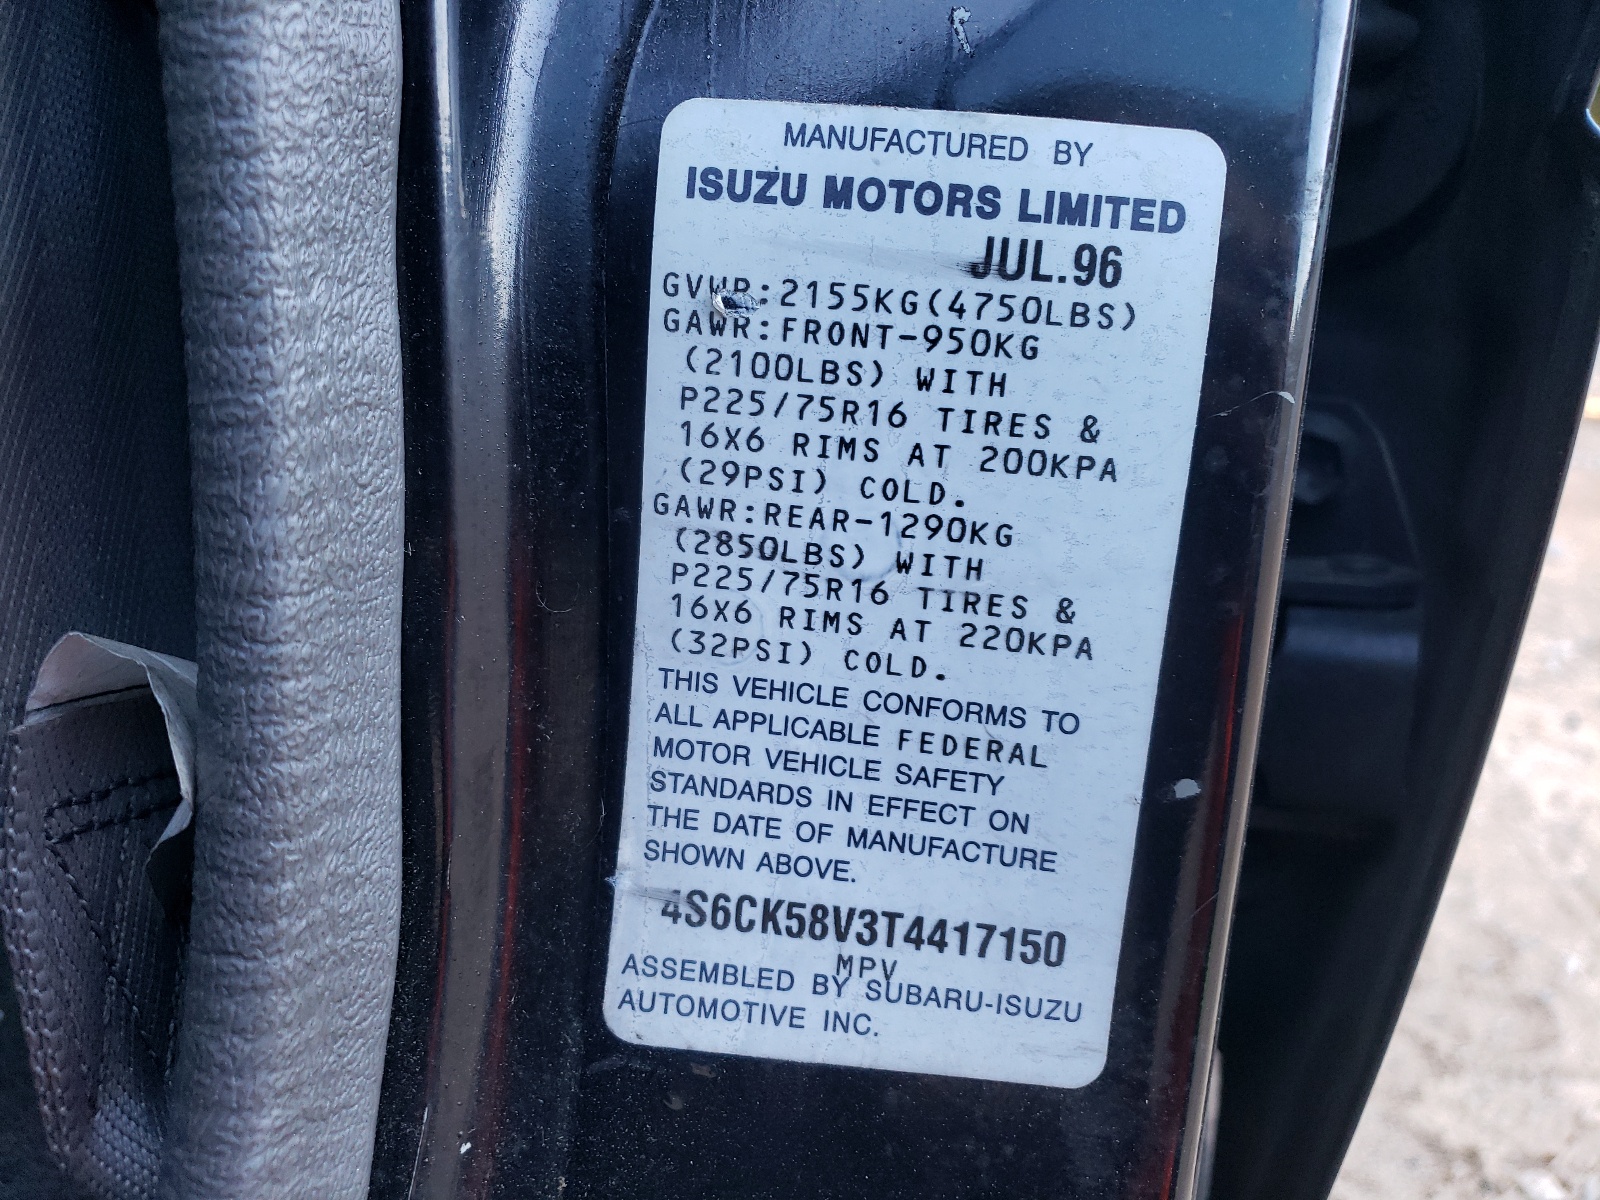 MANUFACTURED BY
ISUZU MOTORS LIMITED
JUL.96
GVWR:2155KG(4750LBS)
GAWR:FRONT-950KG
(2100LBS) WITH
P225/75R16 TIRES &
16X6 RIMS AT 200KPA
(29PSI) COLD.
GAWR:REAR-1290KG
(2850LBS) WITH
P225/75R16 TIRES &
16X6 RIMS AT 220KPA
(32PSI) COLD.
THIS VEHICLE CONFORMS TO
ALL APPLICABLE FEDERAL
MOTOR VEHICLE SAFETY
STANDARDS IN EFFECT ON
THE DATE OF MANUFACTURE
SHOWN ABOVE.
4S6CK58V3T4417150
MPV
ASSEMBLED BY SUBARU-ISUZU
AUTOMOTIVE INC.